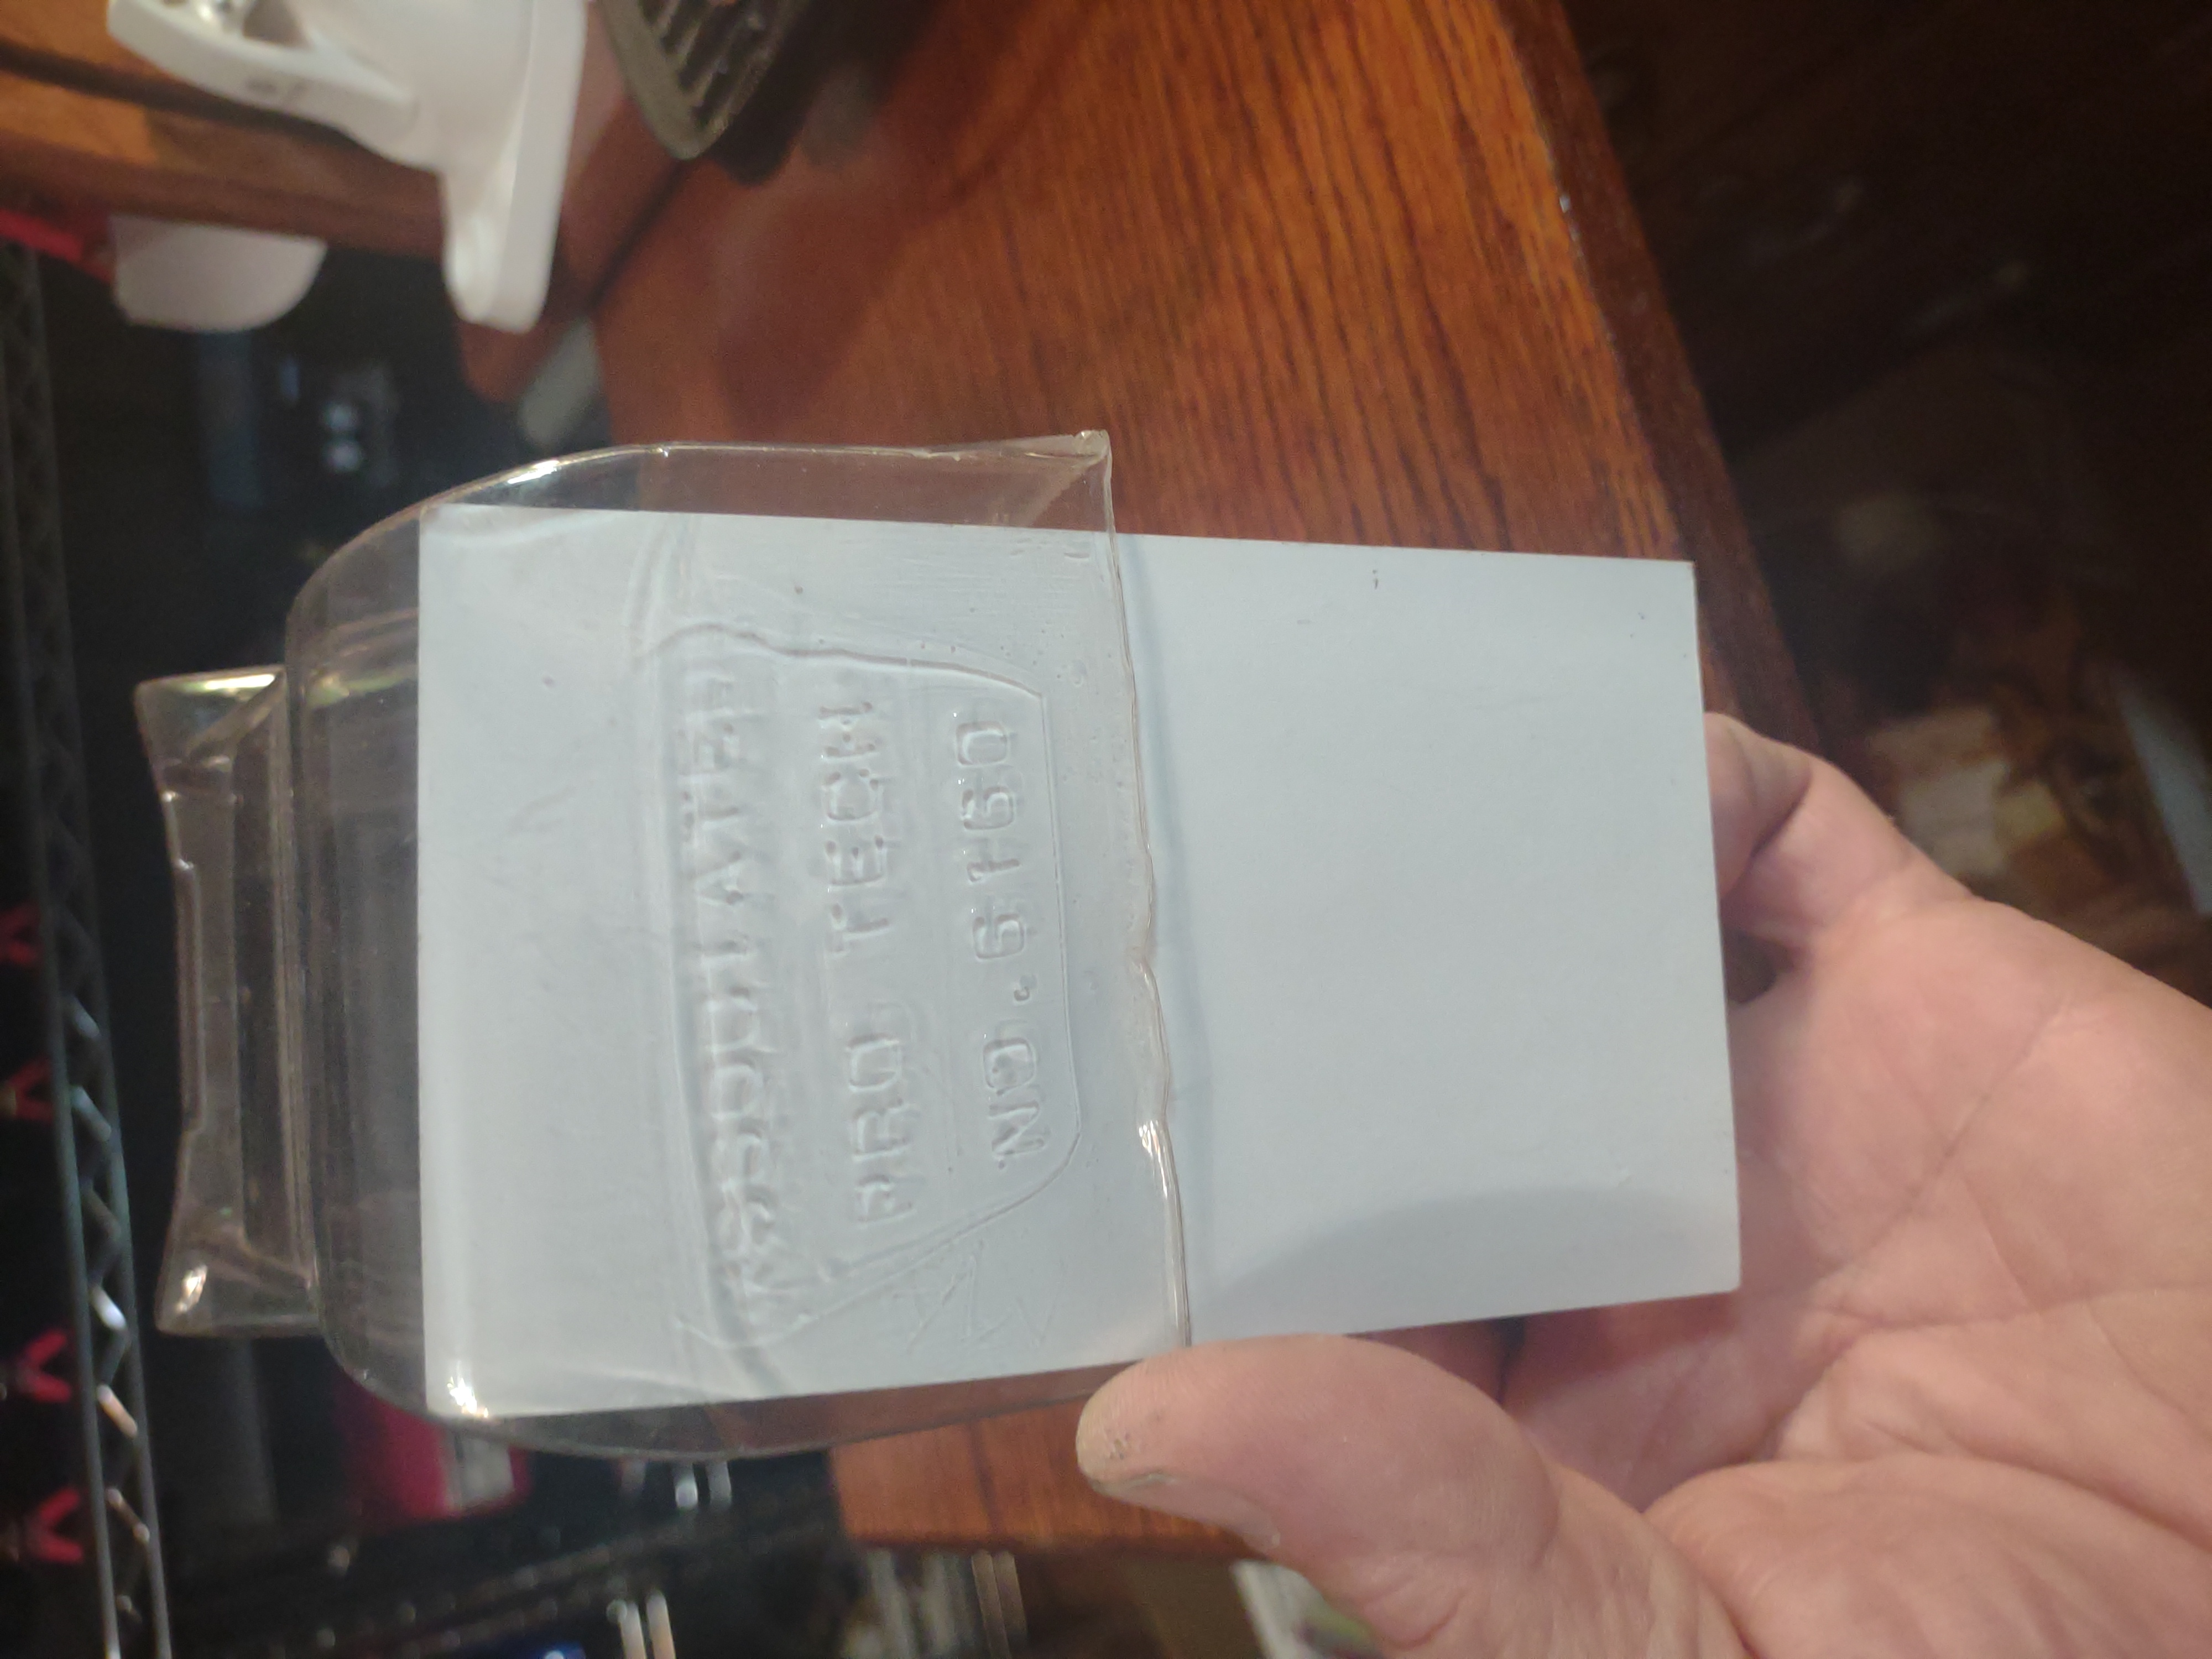 ASSOCIATED
PRO TECH
NO. 6160